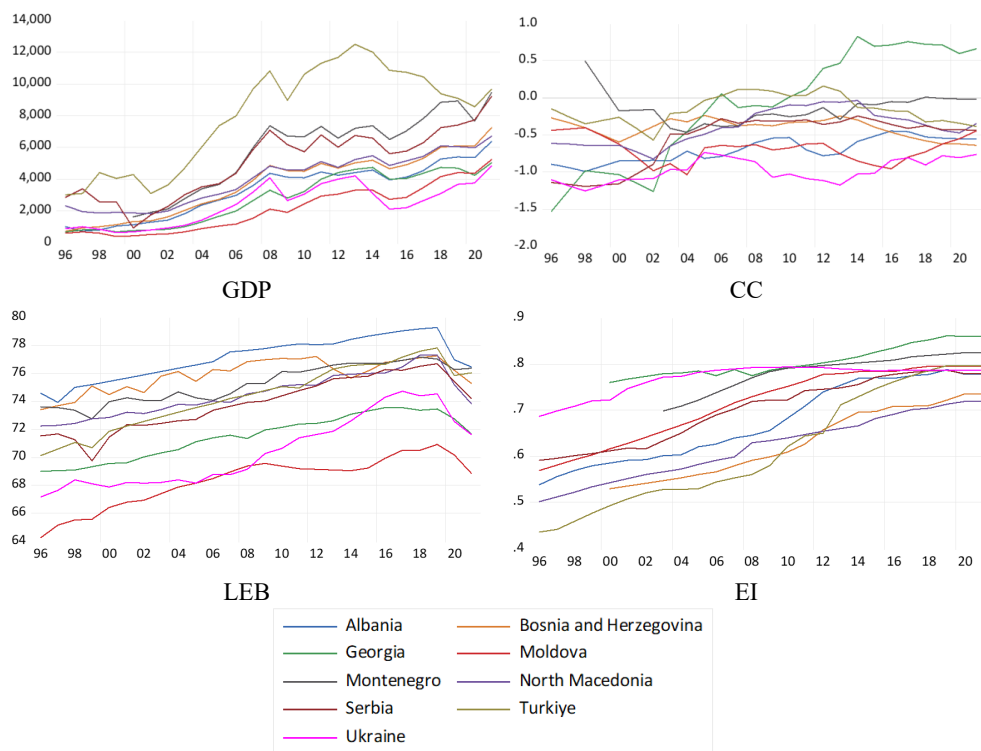 14,000
12,000
10,000
8,000
6,000
4,000
2,000
0
96 98 00 02 04 06 08 10 12 14 16 18 20
GDP
1.0
0.5
0.0
-0.5
-1.0
-1.5
-2.0
96 98 00 02 04 06 08 10 12 14 16 18 20
CC
80
78
76
74
72
70
68
66
64
96 98 00 02 04 06 08 10 12 14 16 18 20
LEB
.9
.8
.7
.6
.5
.4
96 98 00 02 04 06 08 10 12 14 16 18 20
EI
Albania Bosnia and Herzegovina
Georgia Moldova
Montenegro North Macedonia
Serbia Turkiye
Ukraine